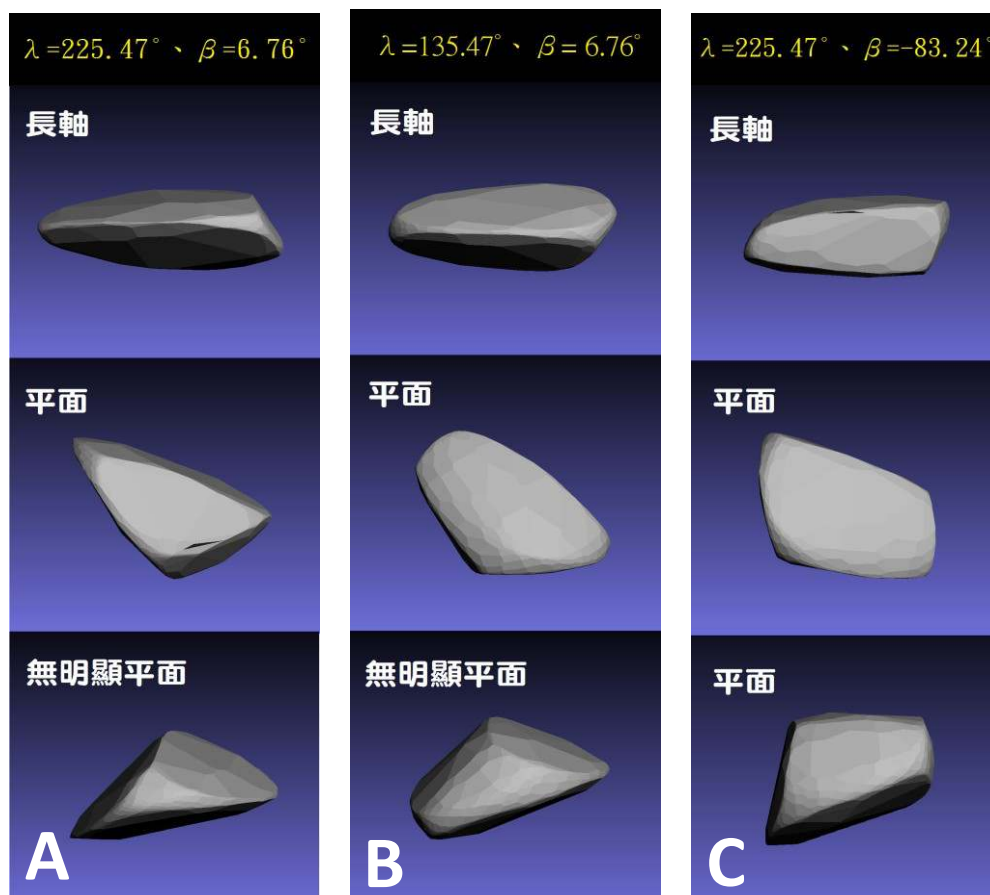 λ=225.47°、β=6.76°
長軸
平面
無明顯平面
A
λ=135.47°、β=6.76°
長軸
平面
無明顯平面
B
λ=225.47°、β=-83.24°
長軸
平面
平面
C